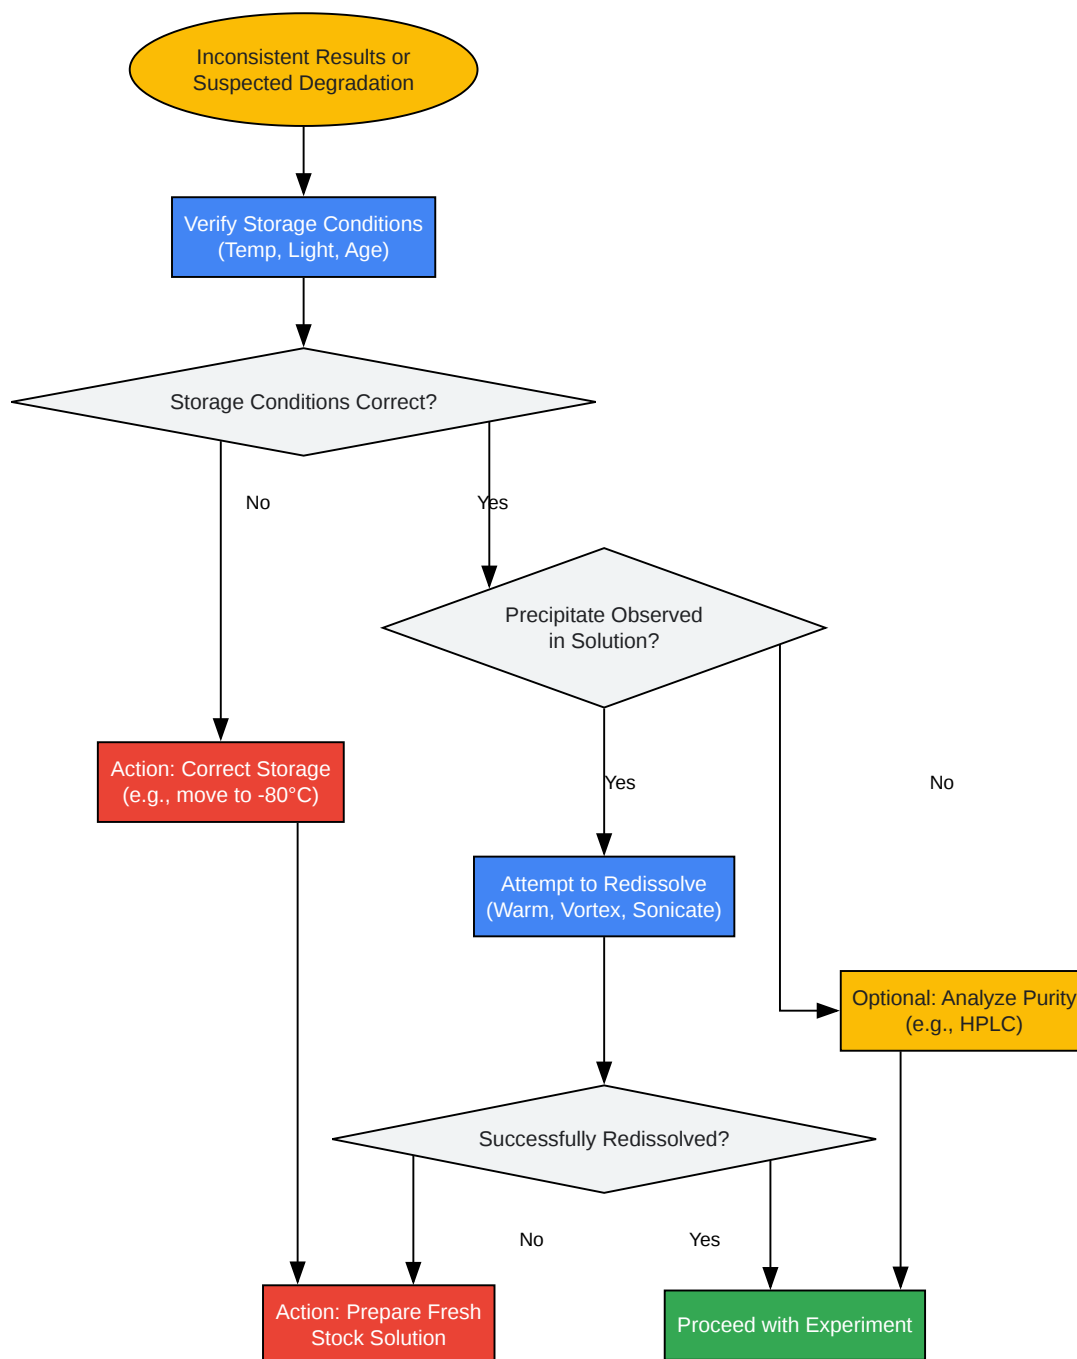 Inconsistent Results or
Suspected Degradation
Verify Storage Conditions
(Temp, Light, Age)
Storage Conditions Correct?
No
Yes
Precipitate Observed
in Solution?
Action: Correct Storage
(e.g., move to -80°C)
Yes
No
Attempt to Redissolve
(Warm, Vortex, Sonicate)
Optional: Analyze Purity
(e.g., HPLC)
Successfully Redissolved?
No
Yes
Action: Prepare Fresh
Stock Solution
Proceed with Experiment